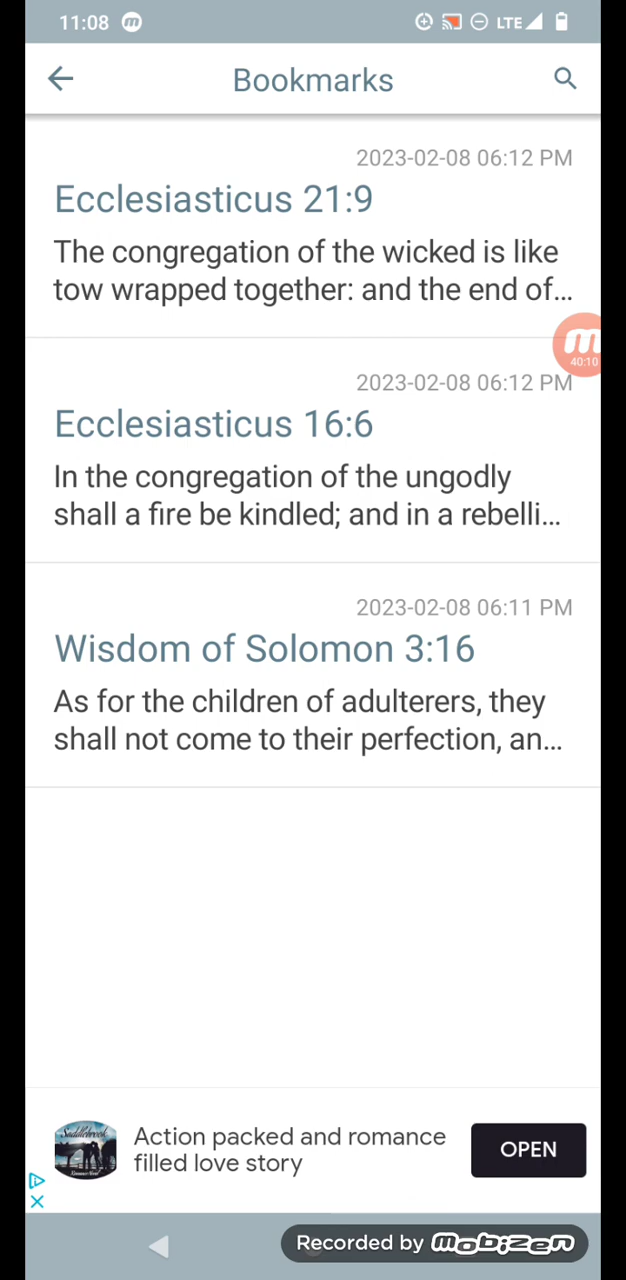 11:08
LTE
Bookmarks
2023-02-08 06:12 PM
Ecclesiasticus 21:9
The congregation of the wicked is like
tow wrapped together: and the end of...
m
40:10
2023-02-08 06:12 PM
Ecclesiasticus 16:6
In the congregation of the ungodly
shall a fire be kindled; and in a rebelli...
2023-02-08 06:11 PM
Wisdom of Solomon 3:16
As for the children of adulterers, they
shall not come to their perfection, an...
Saddlebrook
Action packed and romance
filled love story
OPEN
Recorded by mobizen